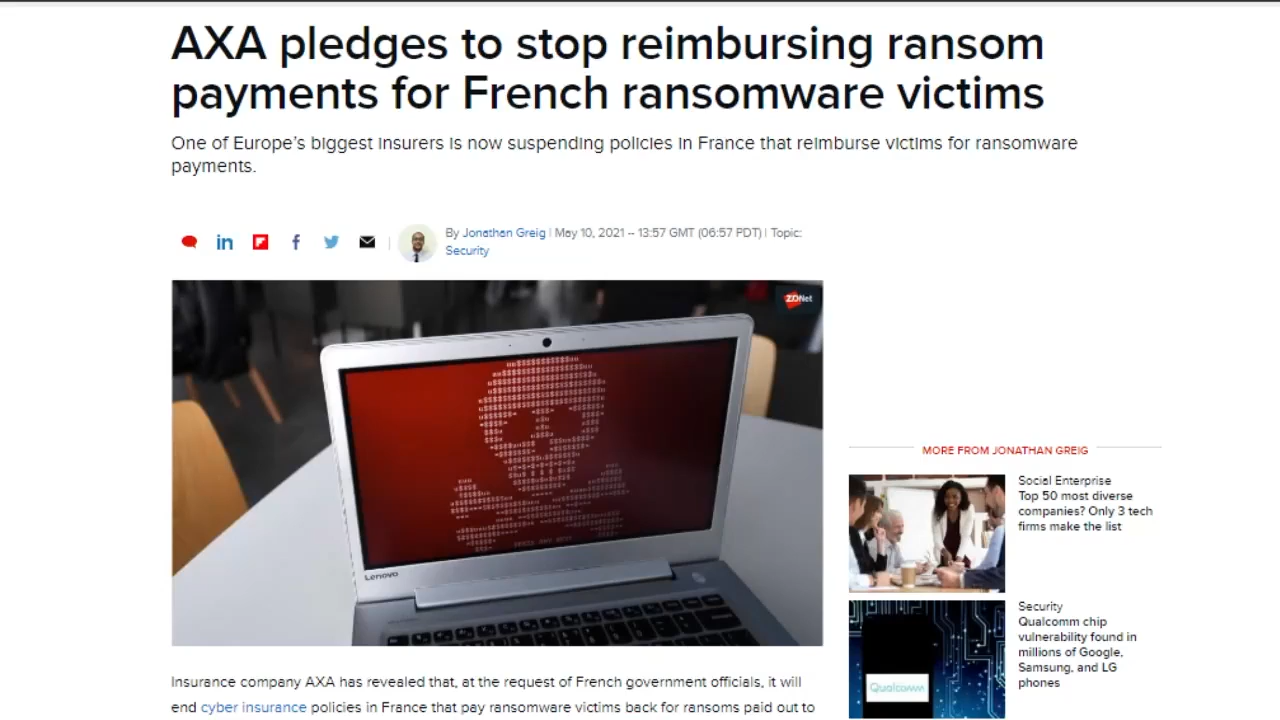 AXA pledges to stop reimbursing ransom
payments for French ransomware victims
One of Europe's biggest insurers is now suspending policies in France that reimburse victims for ransomware
payments.
By Jonathan Greig | May 10, 2021 -- 13:57 GMT (06:57 PDT) | Topic:
Security
ZDNet
Lenovo
MORE FROM JONATHAN GREIG
Social Enterprise
Top 50 most diverse
companies? Only 3 tech
firms make the list
Security
Qualcomm chip
vulnerability found in
millions of Google,
Samsung, and LG
phones
Qualcomm
Insurance company AXA has revealed that, at the request of French government officials, it will
end cyber insurance policies in France that pay ransomware victims back for ransoms paid out to